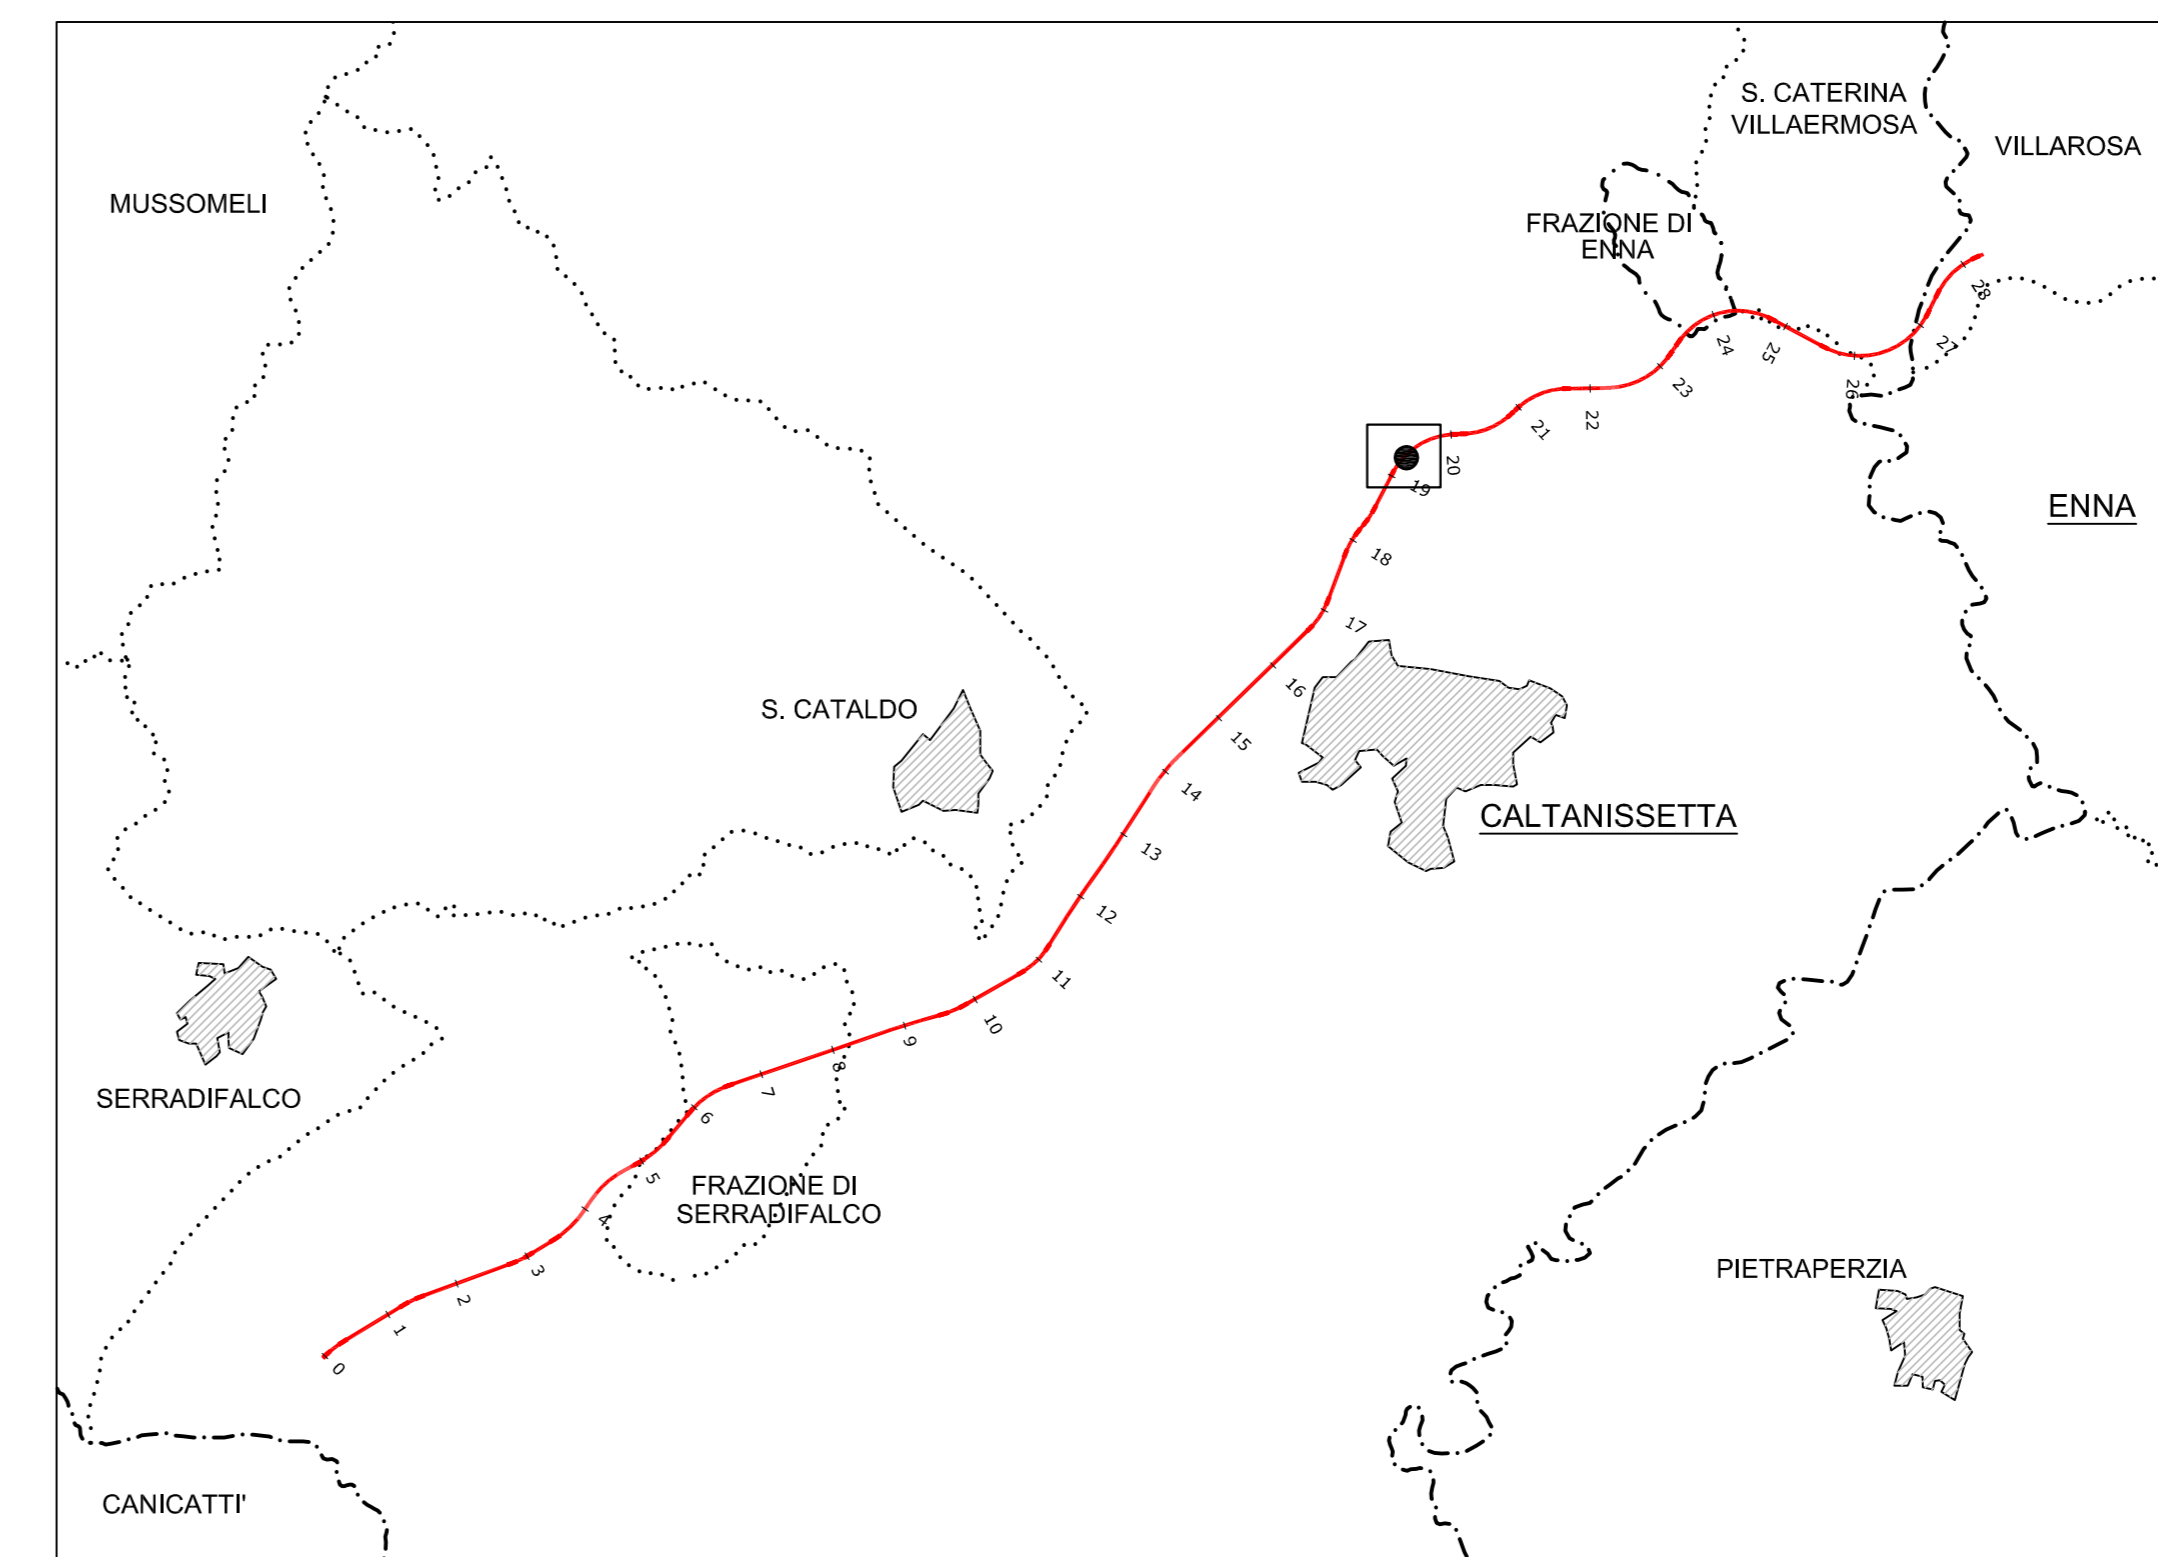 S. CATERINA
VILLAERMOSA
VILLAROSA
MUSSOMELI
FRAZIONE DI
ENNA
28
27
26
25
24
23
22
21
20
19
ENNA
18
17
16
S. CATALDO
15
14
CALTANISSETTA
13
12
11
10
9
8
7
6
SERRADIFALCO
5
FRAZIONE DI
SERRADIFALCO
4
3
2
1
0
PIETRAPERZIA
CANICATTI'